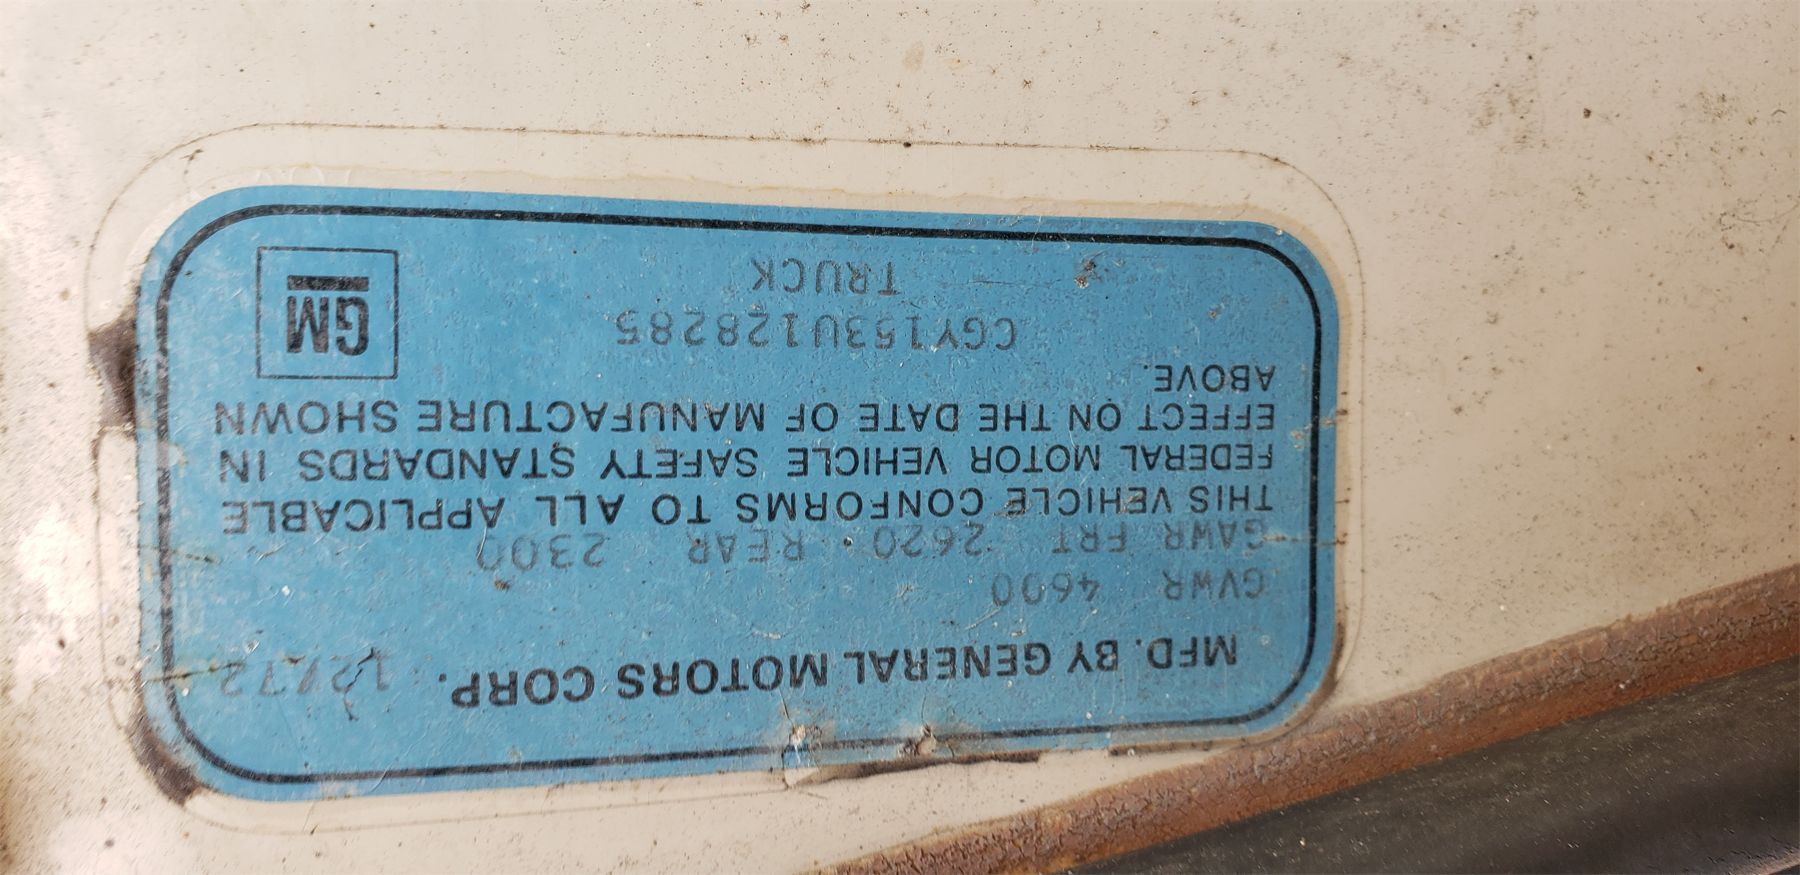 MFD. BY GENERAL MOTORS CORP. 12/72
GVWR 4600
GAWR FRT 2620 REAR 2300
THIS VEHICLE CONFORMS TO ALL APPLICABLE
FEDERAL MOTOR VEHICLE SAFETY STANDARDS IN
EFFECT ON THE DATE OF MANUFACTURE SHOWN
ABOVE.
CGY153U128285
TRUCK
GM